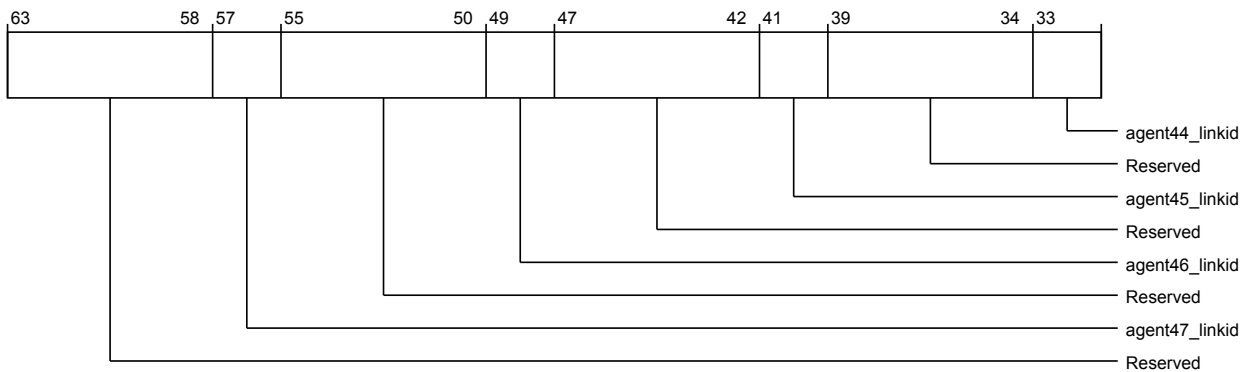 63 58 57 55 50 49 47 42 41 39 34 33
agent44_linkid
Reserved
agent45_linkid
Reserved
agent46_linkid
Reserved
agent47_linkid
Reserved